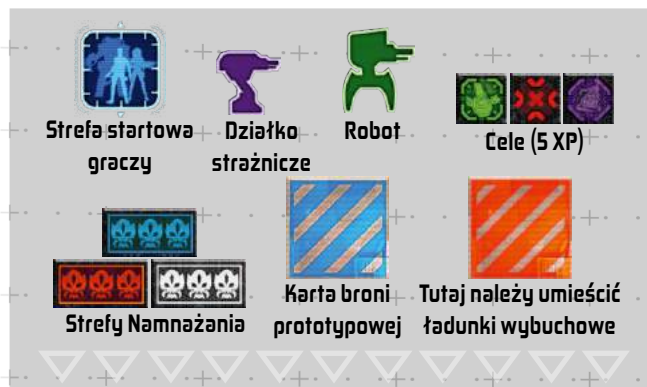 Strefa startowa
graczy
Działko
strażnicze
Robot
Cele (5 XP)
Strefy Namnażania
Karta broni
prototypowej
Tutaj należy umieścić
ładunki wybuchowe